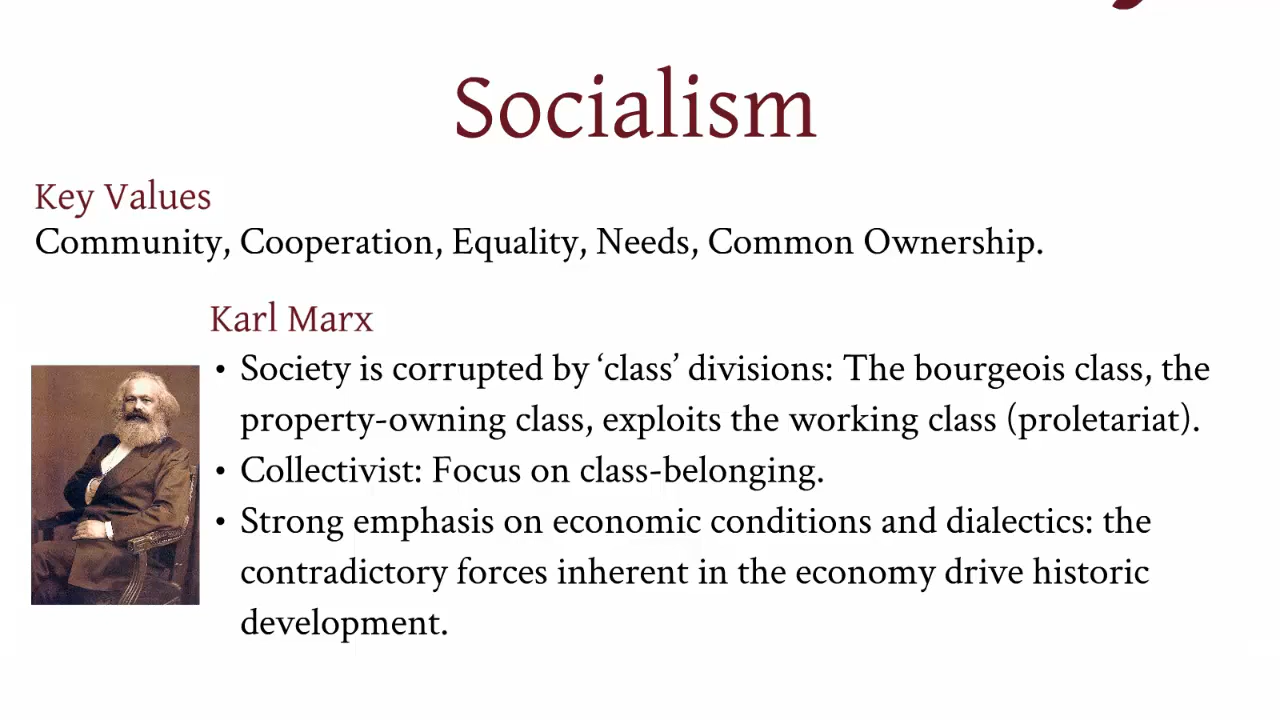 Socialism
Key Values
Community, Cooperation, Equality, Needs, Common Ownership.
Karl Marx
• Society is corrupted by ‘class’ divisions: The bourgeois class, the
property-owning class, exploits the working class (proletariat).
• Collectivist: Focus on class-belonging.
• Strong emphasis on economic conditions and dialectics: the
contradictory forces inherent in the economy drive historic
development.